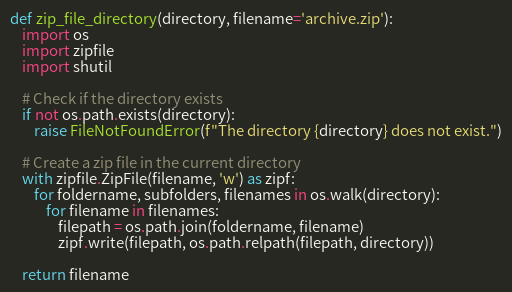 def zip_file_directory(directory, filename='archive.zip'):
    import os
    import zipfile
    import shutil

    # Check if the directory exists
    if not os.path.exists(directory):
        raise FileNotFoundError(f"The directory {directory} does not exist.")

    # Create a zip file in the current directory
    with zipfile.ZipFile(filename, 'w') as zipf:
        for foldername, subfolders, filenames in os.walk(directory):
            for filename in filenames:
                filepath = os.path.join(foldername, filename)
                zipf.write(filepath, os.path.relpath(filepath, directory))

    return filename